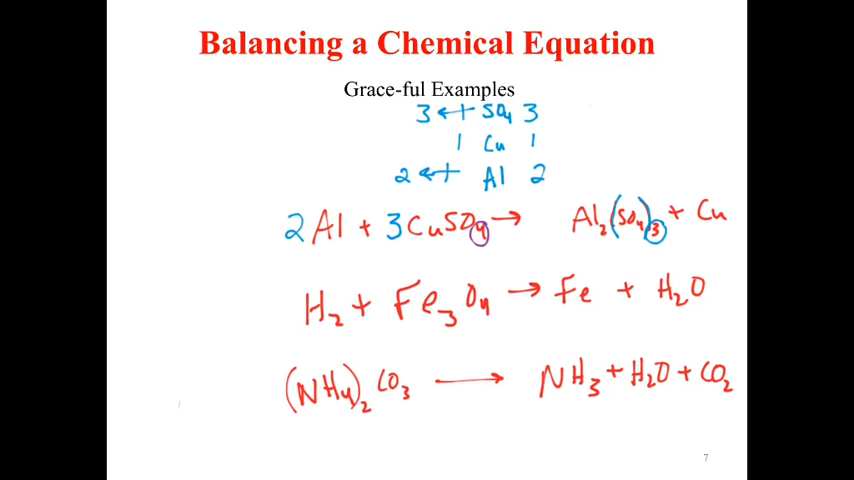 Balancing a Chemical Equation
Grace-ful Examples
3 ← + SO₄ 3
1 Cu 1
2 ← + Al 2
2Al + 3CuSO₄ → Al₂(SO₄)₃ + Cu
H₂ + Fe₃O₄ → Fe + H₂O
(NH₄)₂CO₃ → NH₃ + H₂O + CO₂
7